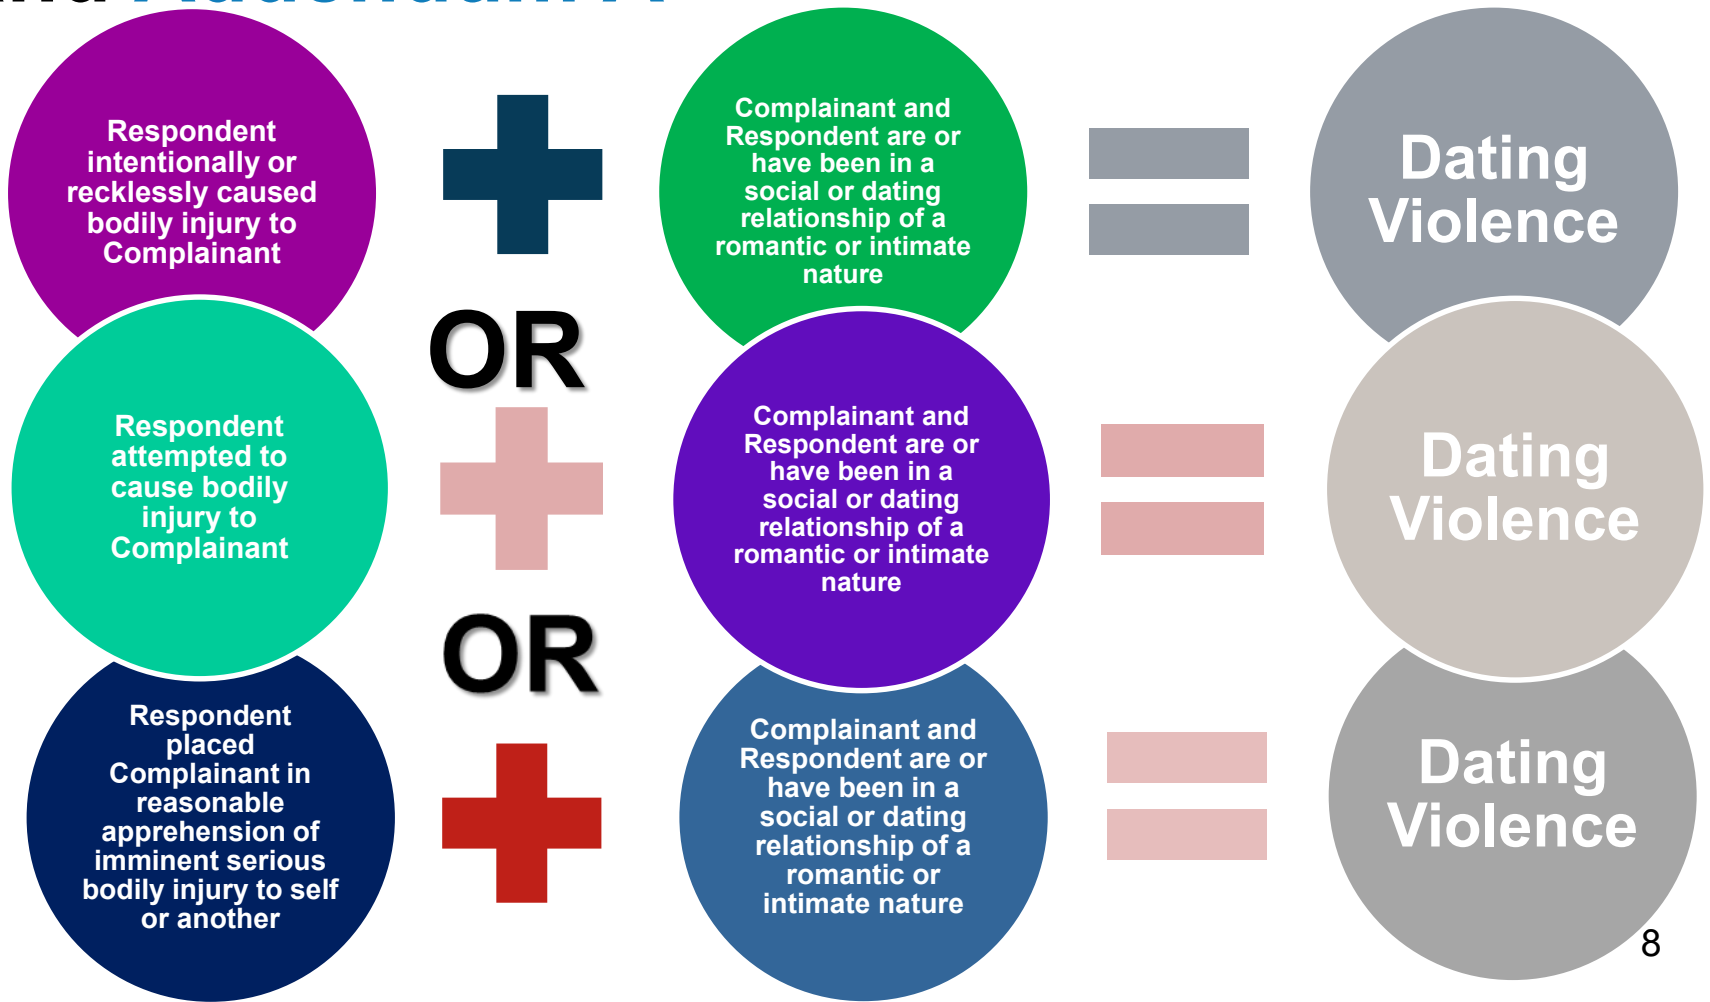 Respondent
intentionally or
recklessly caused
bodily injury to
Complainant
Complainant and
Respondent are or
have been in a
social or dating
relationship of a
romantic or intimate
nature
Dating
Violence
OR
Respondent
attempted to
cause bodily
injury to
Complainant
Complainant and
Respondent are or
have been in a
social or dating
relationship of a
romantic or intimate
nature
Dating
Violence
OR
Respondent
placed
Complainant in
reasonable
apprehension of
imminent serious
bodily injury to self
or another
Complainant and
Respondent are or
have been in a
social or dating
relationship of a
romantic or
intimate nature
Dating
Violence
8